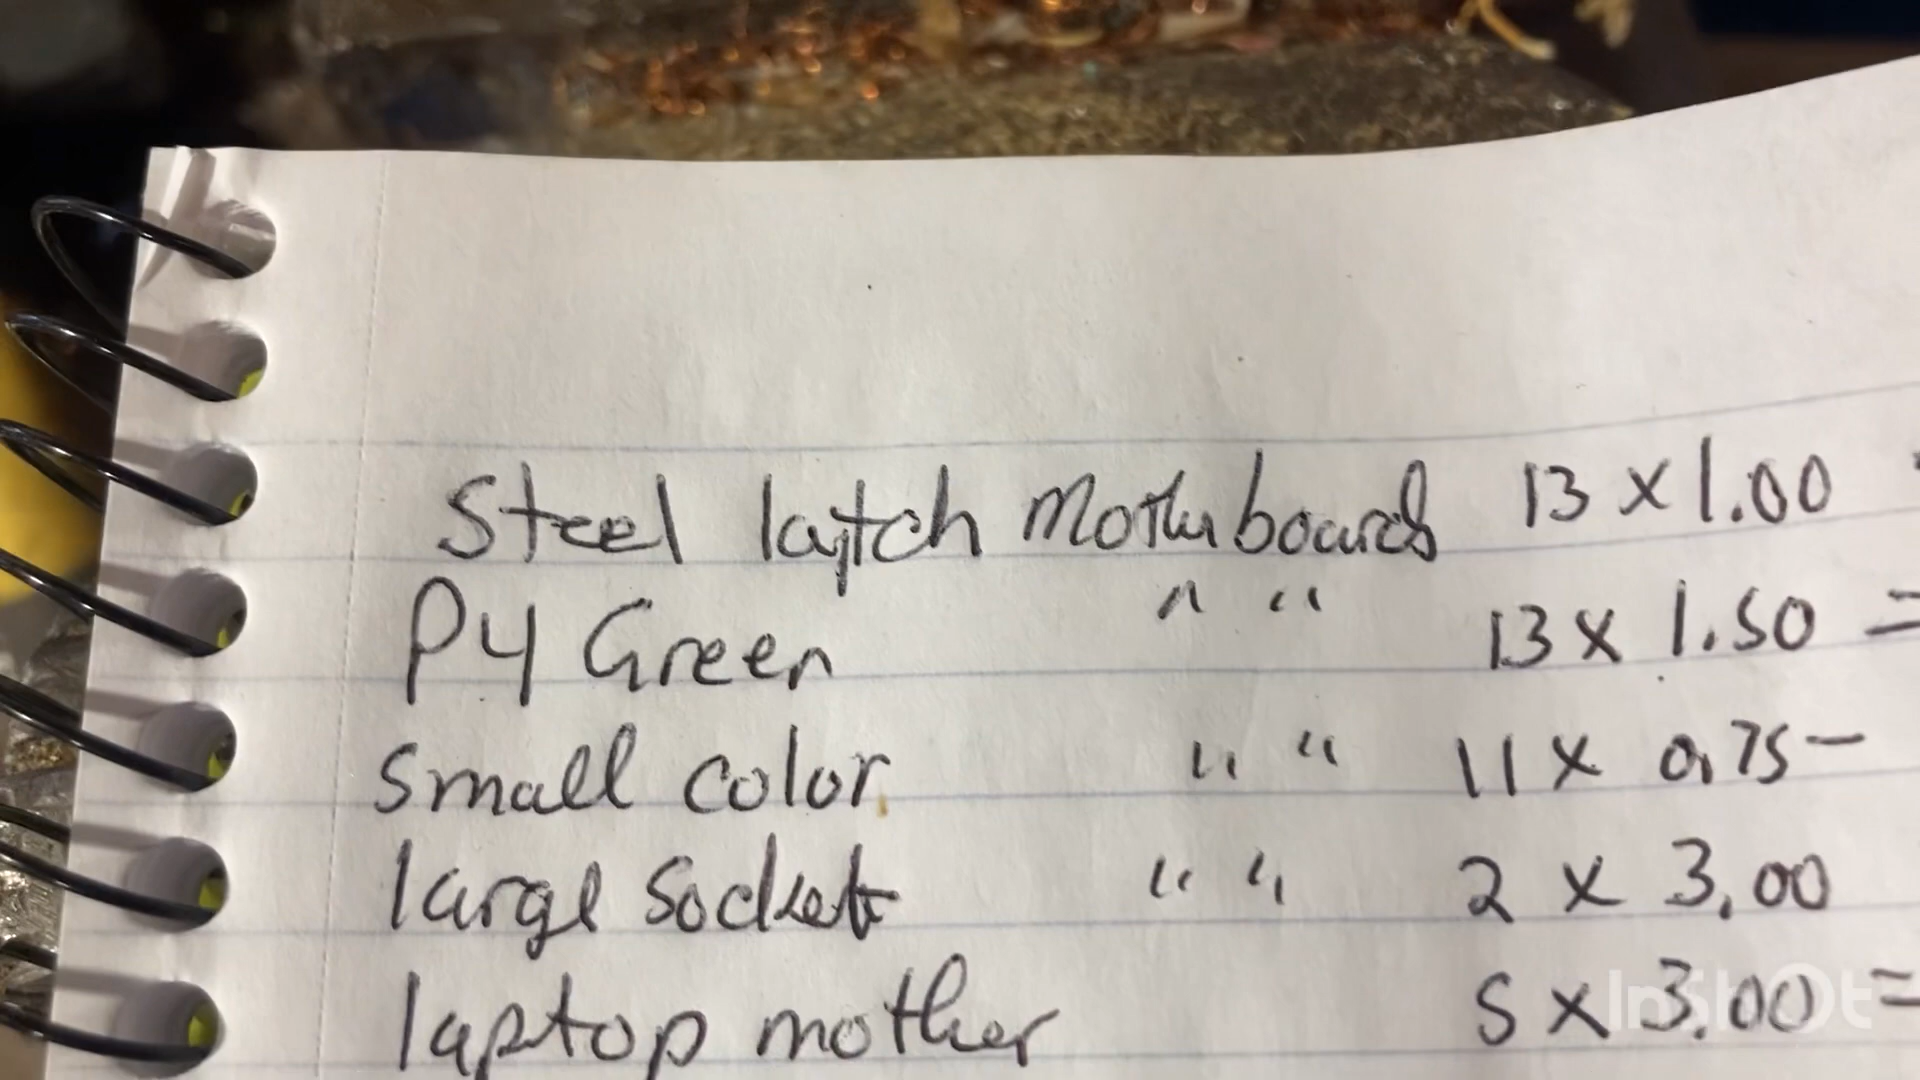 Steel latch Motherboards 13 x 1.00
P4 Green " " 13 x 1.50 =
small color " " 11 x 0.75 -
large socket " " 2 x 3.00
laptop mother 5 x 3.00 =
InShOt